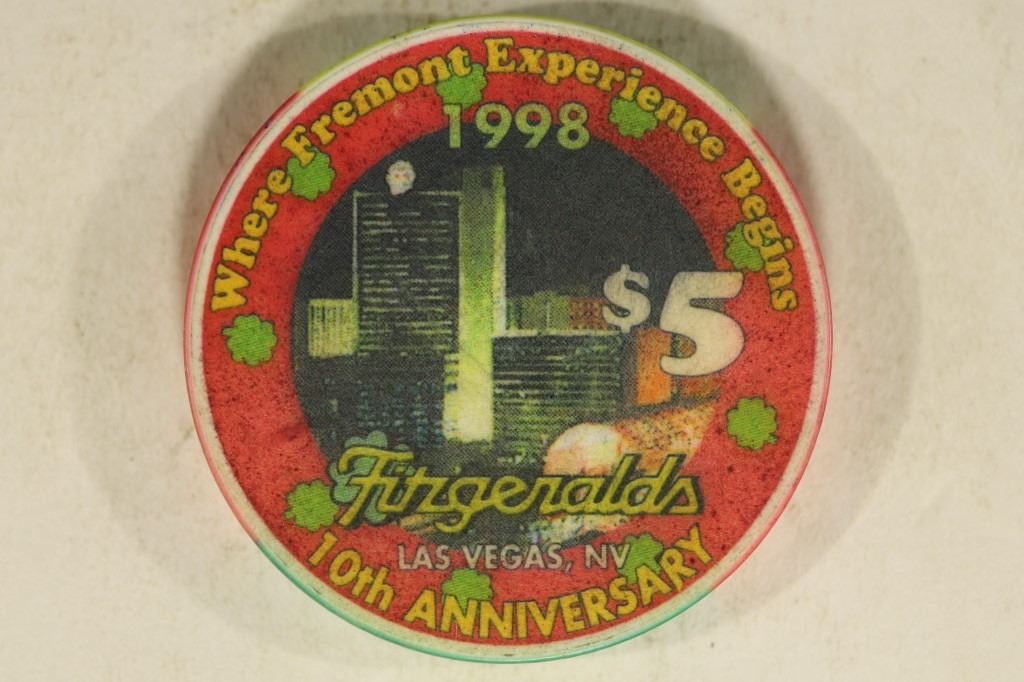 Where Fremont Experience Begins
1998
$5
Fitzgeralds
LAS VEGAS, NV
10th ANNIVERSARY